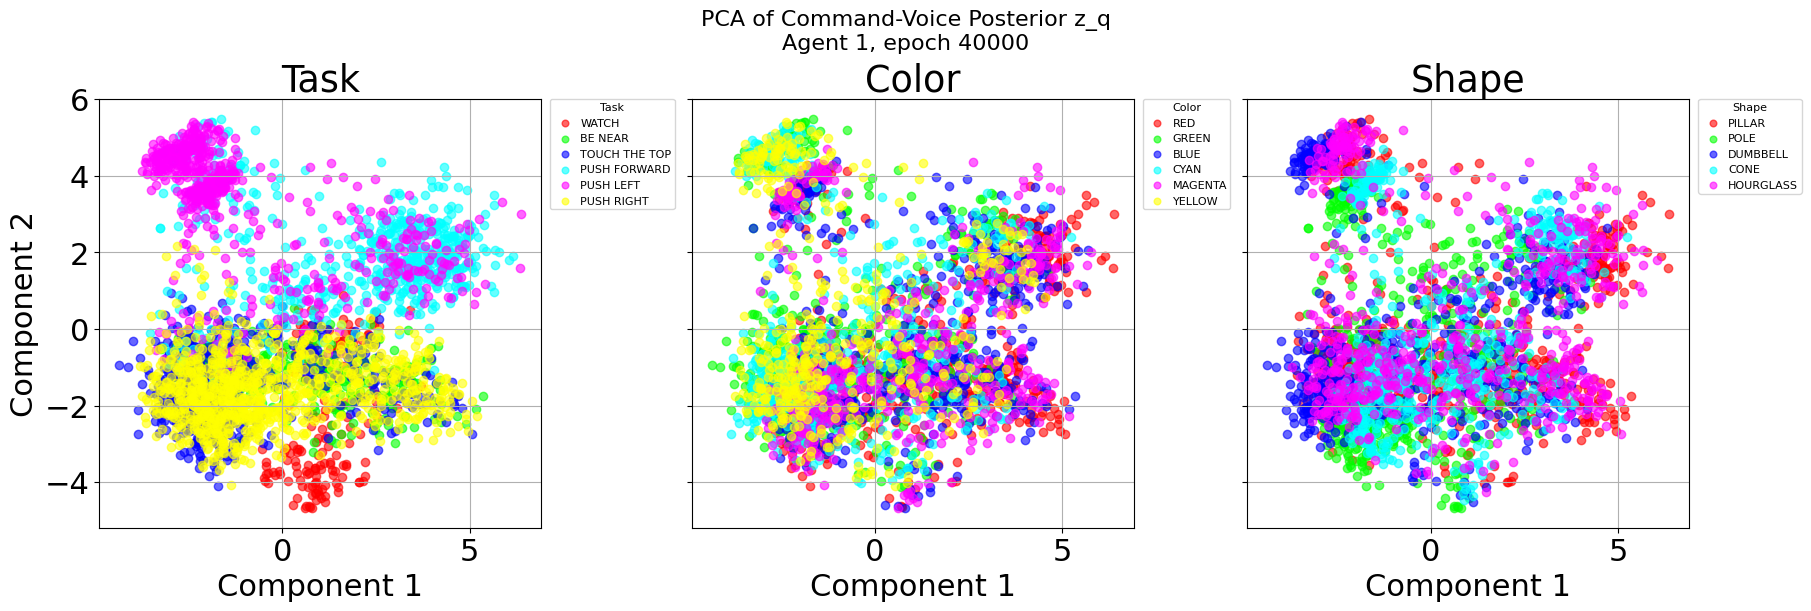 PCA of Command-Voice Posterior z_q
Agent 1, epoch 40000
Task
Color
Shape
Task
WATCH
BE NEAR
TOUCH THE TOP
PUSH FORWARD
PUSH LEFT
PUSH RIGHT
Color
RED
GREEN
BLUE
CYAN
MAGENTA
YELLOW
Shape
PILLAR
POLE
DUMBBELL
CONE
HOURGLASS
Component 2
6
4
2
0
−2
−4
0 5
0 5
0 5
Component 1
Component 1
Component 1